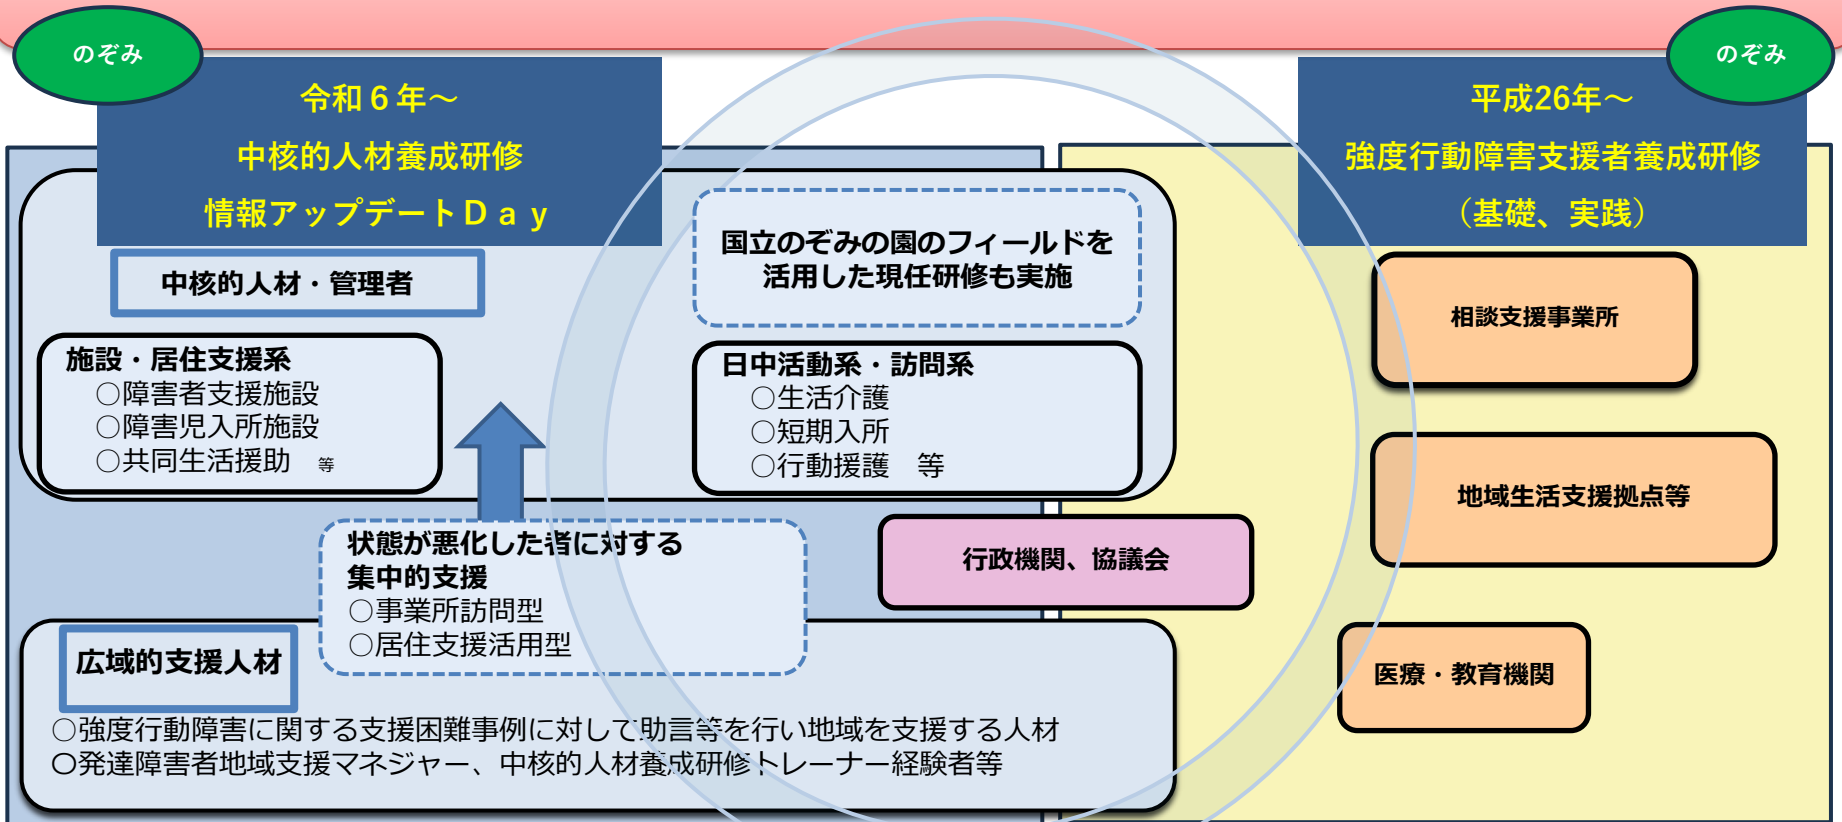 のぞみ
のぞみ
令和６年～
中核的人材養成研修
情報アップデートＤａｙ
平成26年～
強度行動障害支援者養成研修
（基礎、実践）
中核的人材・管理者
国立のぞみの園のフィールドを
活用した現任研修も実施
施設・居住支援系
○障害者支援施設
○障害児入所施設
○共同生活援助　等
日中活動系・訪問系
○生活介護
○短期入所
○行動援護　等
相談支援事業所
地域生活支援拠点等
医療・教育機関
行政機関、協議会
状態が悪化した者に対する
集中的支援
○事業所訪問型
○居住支援活用型
広域的支援人材
○強度行動障害に関する支援困難事例に対して助言等を行い地域を支援する人材
○発達障害者地域支援マネジャー、中核的人材養成研修トレーナー経験者等